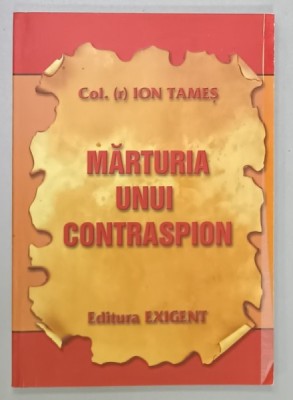 Col. (r) ION TAMEȘ
MĂRTURIA
UNUI
CONTRASPION
Editura EXIGENT